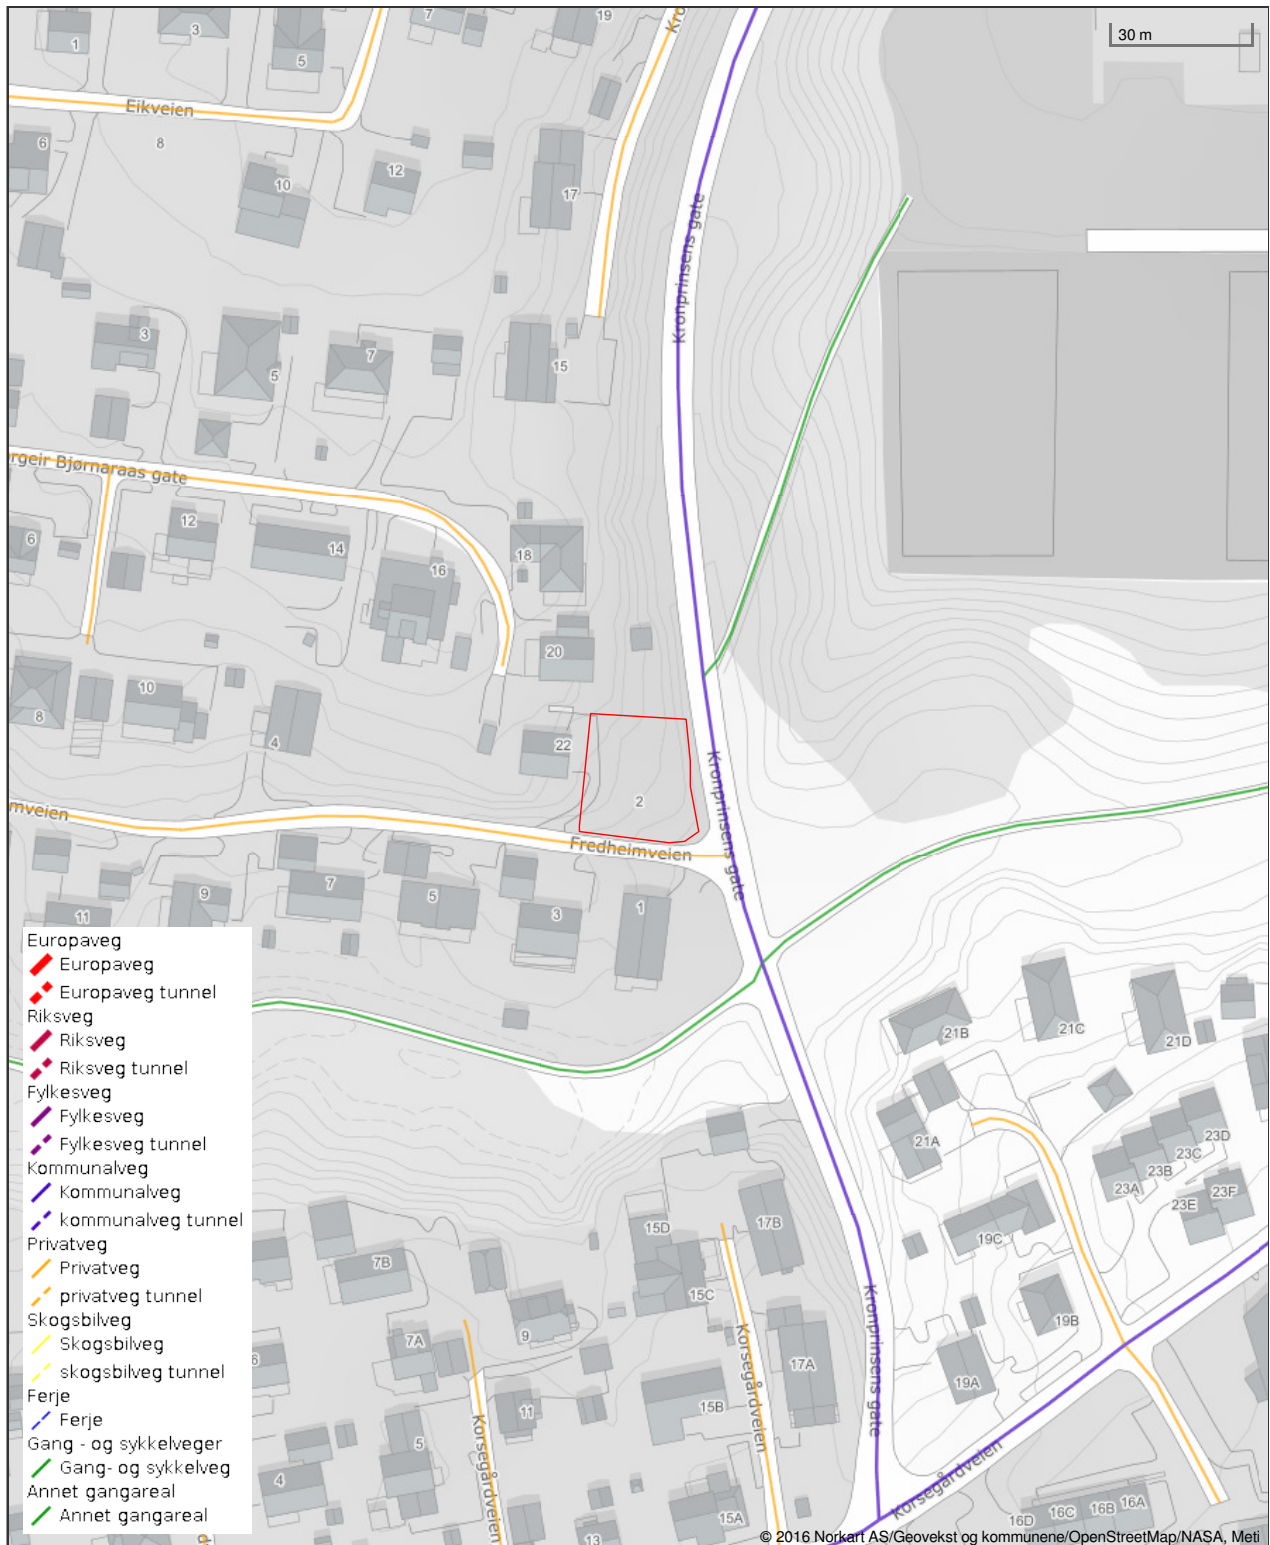 1
3
5
7
19
Kro
30 m
Eikveien
6
8
10
12
17
Kronprinsens gate
3
5
7
15
rgeir Bjørnaraas gate
6
12
14
16
18
20
8
10
4
22
2
Kronprinsens gate
mveien
Fredheimveien
11
9
7
5
3
1
Europaveg
Europaveg
Europaveg tunnel
Riksveg
Riksveg
Riksveg tunnel
Fylkesveg
Fylkesveg
Fylkesveg tunnel
Kommunalveg
Kommunalveg
kommunalveg tunnel
Privatveg
Privatveg
privatveg tunnel
Skogsbilveg
Skogsbilveg
skogsbilveg tunnel
Ferje
Ferje
Gang - og sykkelveger
Gang- og sykkelveg
Annet gangareal
Annet gangareal
21B
21C
21D
21A
23D
23C
23B
23A
23F
23E
19C
19B
19A
15D
17B
7B
15C
7A
9
17A
Kronprinsens gate
Korsegårdveien
6
11
15B
5
4
Korsegårdveien
13
15A
Korsegårdveien
16D
16C
16B
16A
d
© 2016 Norkart AS/Geovekst og kommunene/OpenStreetMap/NASA, Meti